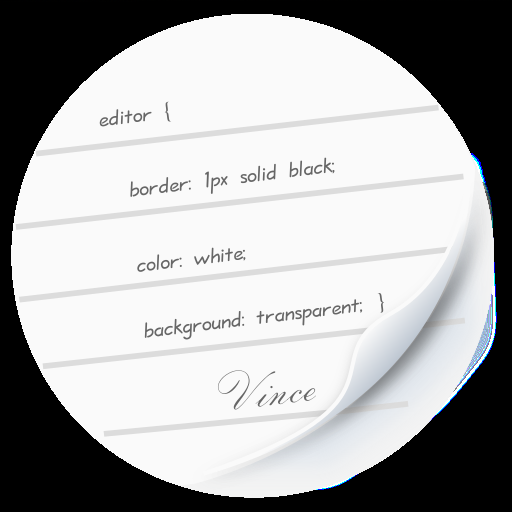 editor {
border: 1px solid black;
color: white;
background: transparent; }
Vince